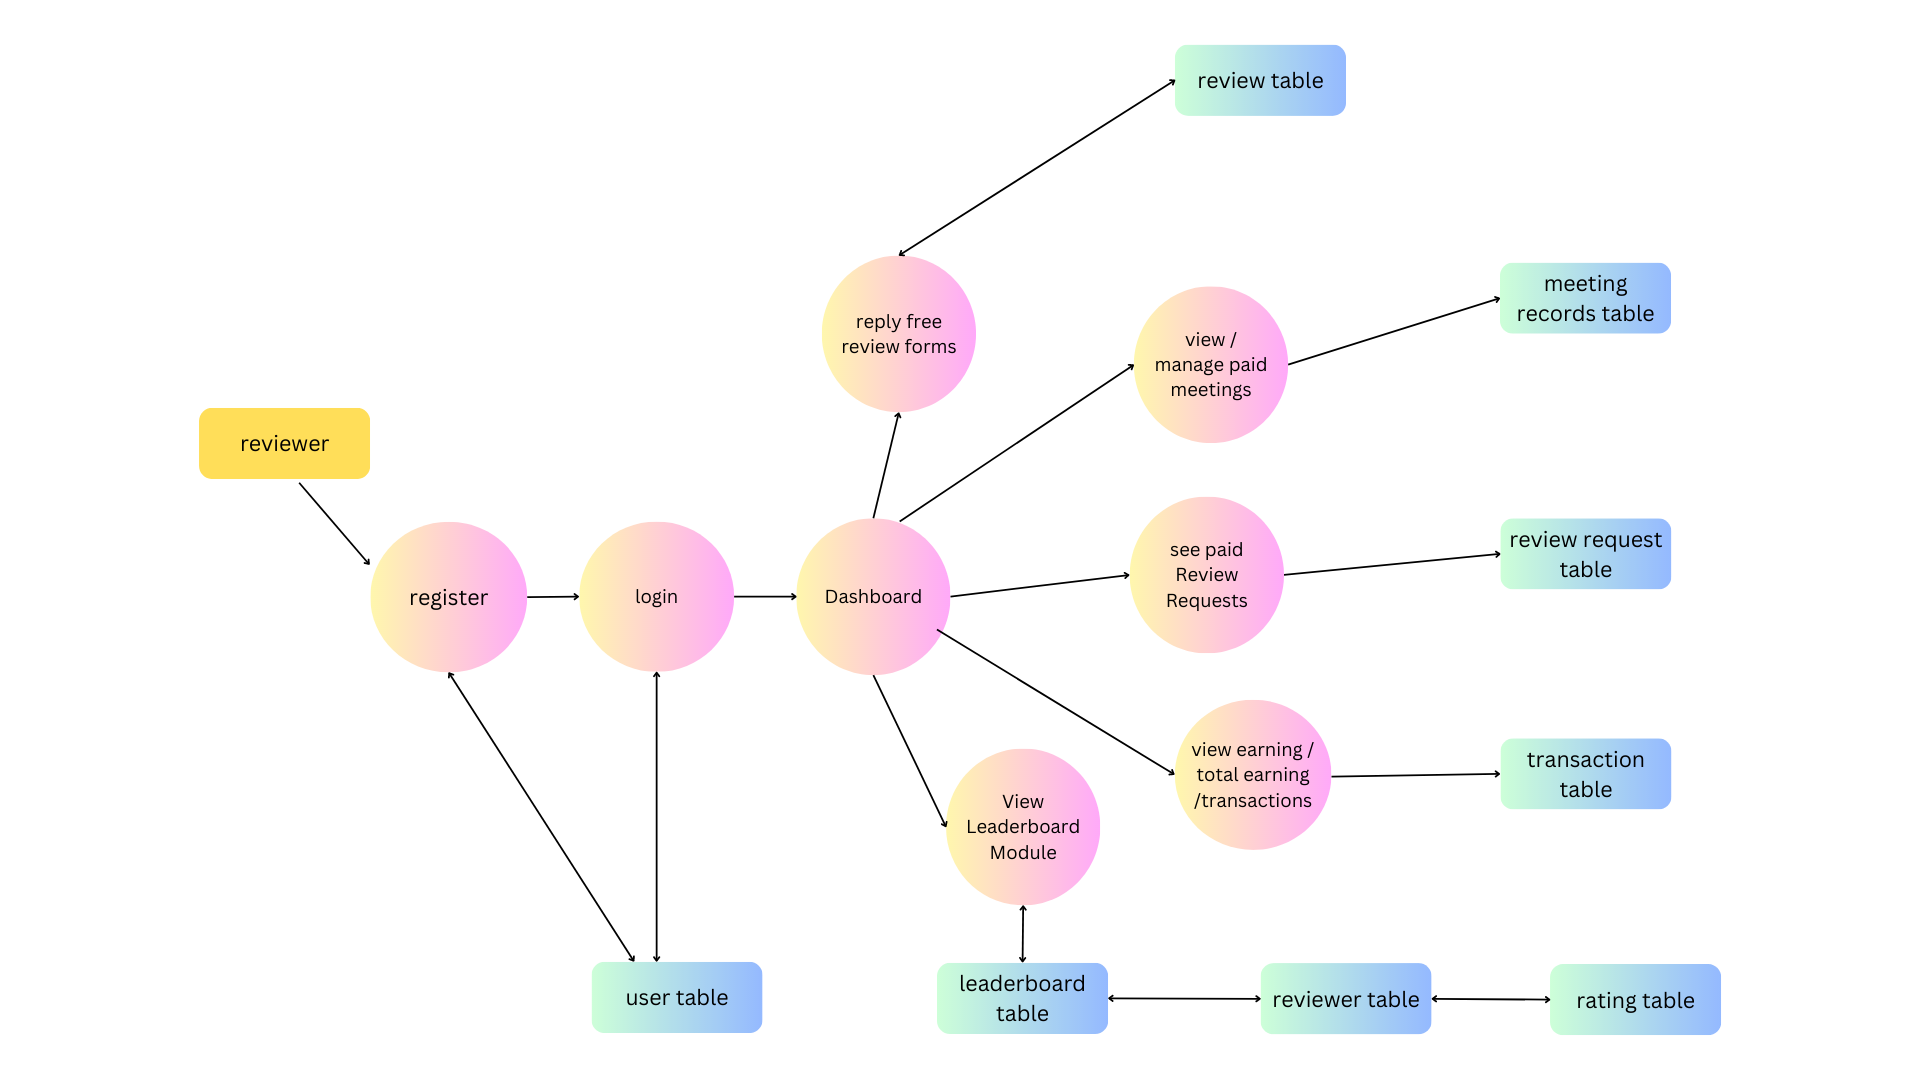 review table
reply free
review forms
view /
manage paid
meetings
meeting
records table
reviewer
register
login
Dashboard
see paid
Review
Requests
review request
table
view earning /
total earning
/transactions
transaction
table
View
Leaderboard
Module
user table
leaderboard
table
reviewer table
rating table